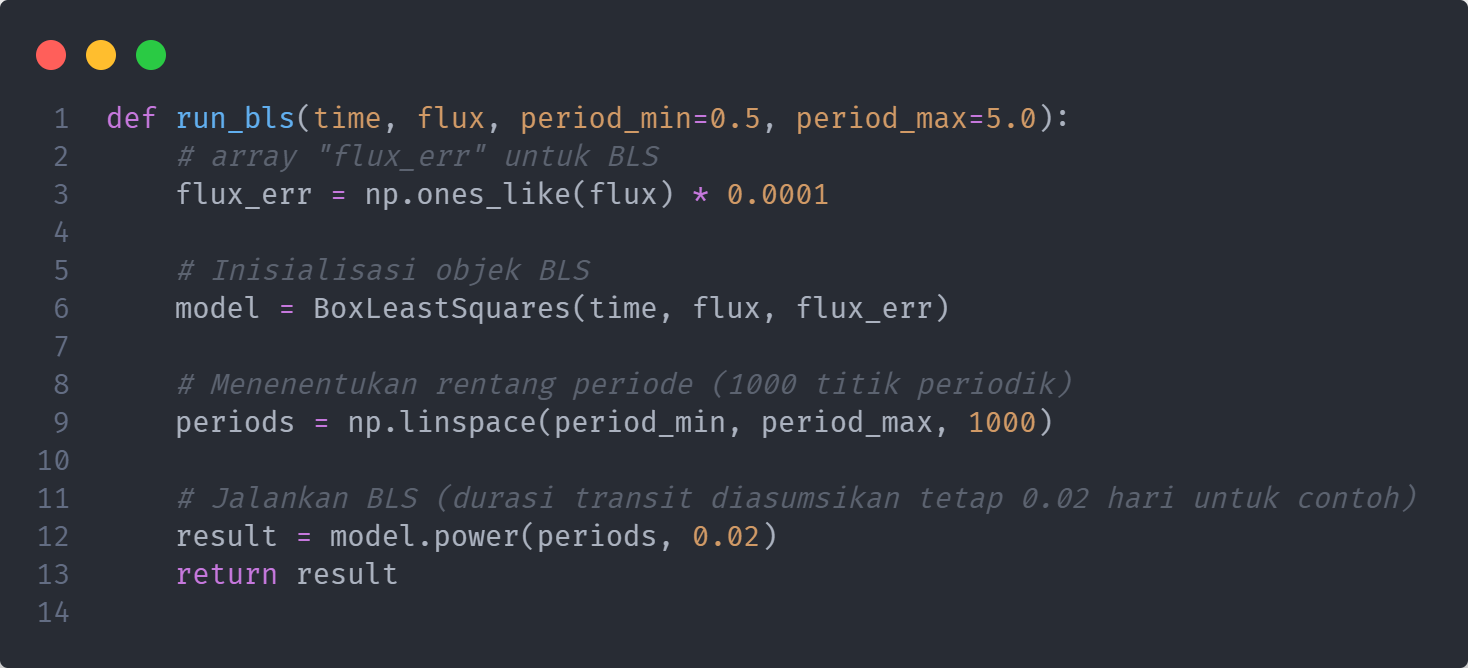 1 def run_bls(time, flux, period_min=0.5, period_max=5.0):
2     # array "flux_err" untuk BLS
3     flux_err = np.ones_like(flux) * 0.0001
4
5     # Inisialisasi objek BLS
6     model = BoxLeastSquares(time, flux, flux_err)
7
8     # Menenentukan rentang periode (1000 titik periodik)
9     periods = np.linspace(period_min, period_max, 1000)
10
11     # Jalankan BLS (durasi transit diasumsikan tetap 0.02 hari untuk contoh)
12     result = model.power(periods, 0.02)
13     return result
14